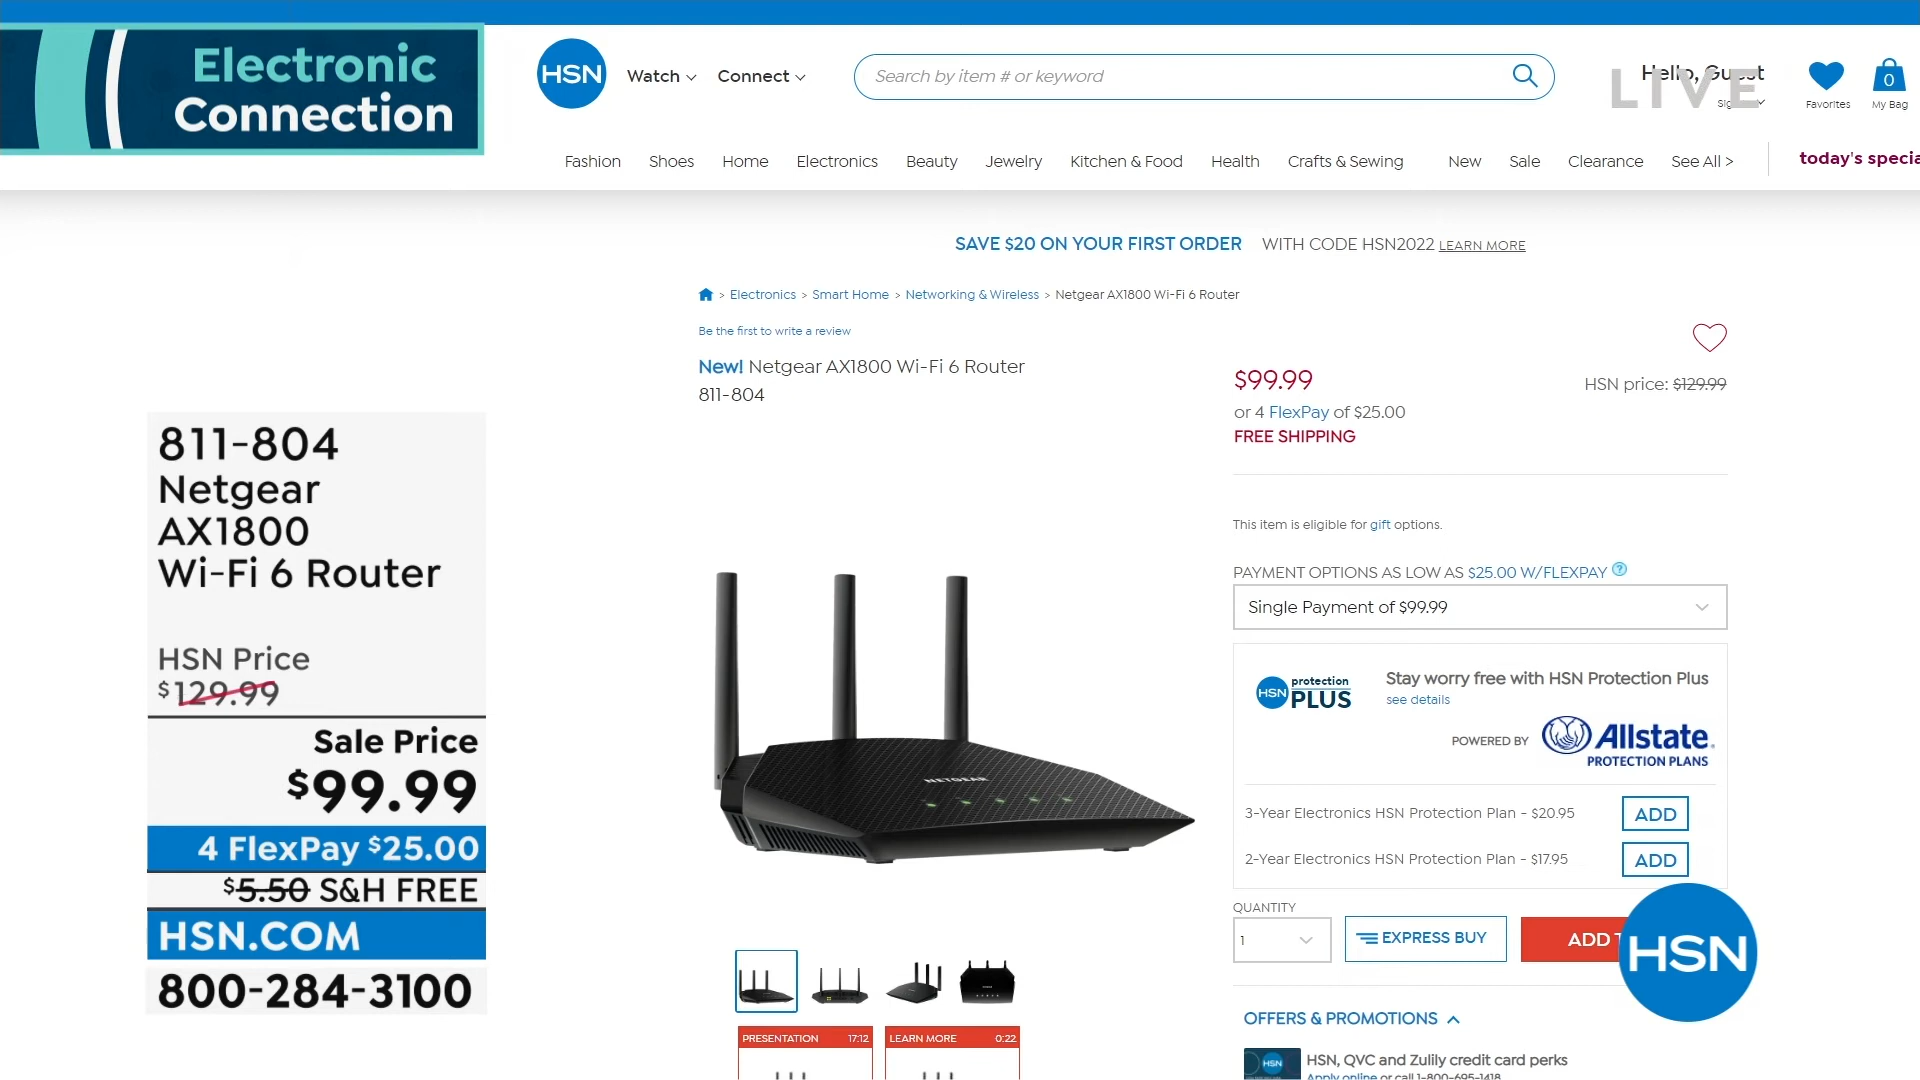 Electronic
Connection
HSN
Watch
Connect
Search by item # or keyword
Hello, Guest
LIVE
Favorites
0
My Bag
Fashion
Shoes
Home
Electronics
Beauty
Jewelry
Kitchen & Food
Health
Crafts & Sewing
New
Sale
Clearance
See All >
today's specia
SAVE $20 ON YOUR FIRST ORDER WITH CODE HSN2022 LEARN MORE
> Electronics > Smart Home > Networking & Wireless > Netgear AX1800 Wi-Fi 6 Router
Be the first to write a review
New! Netgear AX1800 Wi-Fi 6 Router
811-804
$99.99
HSN price: $129.99
or 4 FlexPay of $25.00
FREE SHIPPING
This item is eligible for gift options.
PAYMENT OPTIONS AS LOW AS $25.00 W/FLEXPAY ?
Single Payment of $99.99
HSN protection PLUS
Stay worry free with HSN Protection Plus
see details
POWERED BY
Allstate.
PROTECTION PLANS
3-Year Electronics HSN Protection Plan - $20.95
ADD
2-Year Electronics HSN Protection Plan - $17.95
ADD
QUANTITY
1
EXPRESS BUY
ADD T
HSN
OFFERS & PROMOTIONS
HSN
HSN, QVC and Zulily credit card perks
Apply online or call 1-800-695-1418
811-804
Netgear
AX1800
Wi-Fi 6 Router
HSN Price
$129.99
Sale Price
$99.99
4 FlexPay $25.00
$5.50 S&H FREE
HSN.COM
800-284-3100
NETGEAR
PRESENTATION 17:12
LEARN MORE 0:22